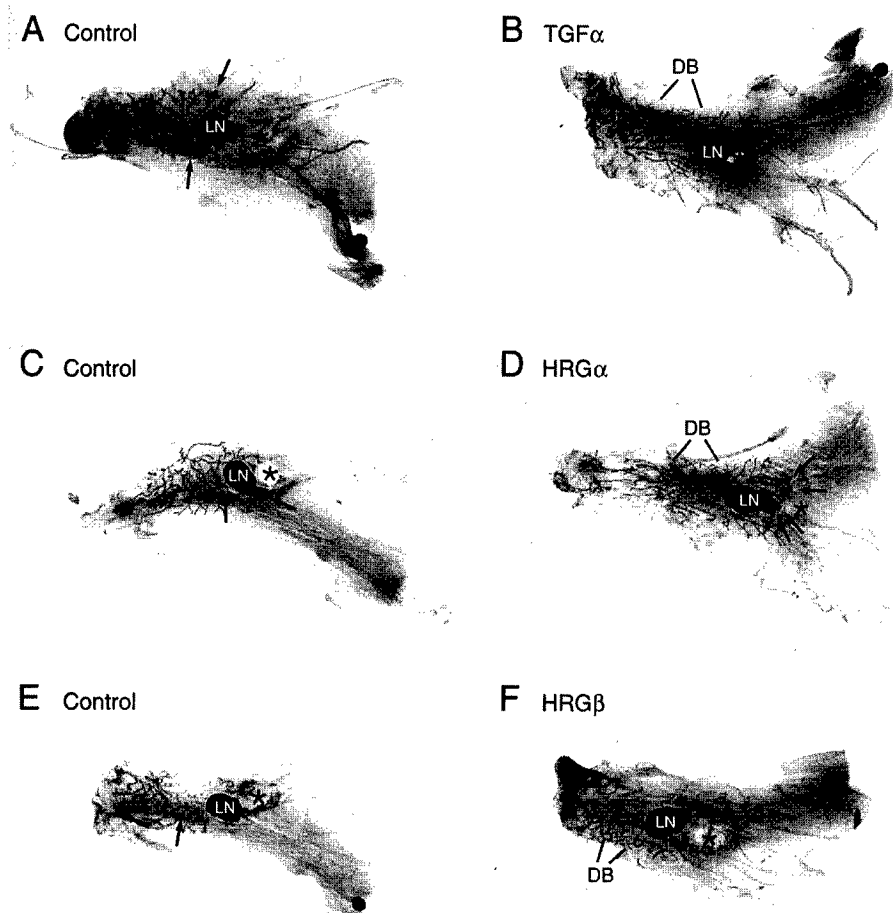 A Control
LN
B TGFα
DB
LN
C Control
LN *
D HRGα
DB
LN
E Control
LN *
F HRGβ
LN
*
DB